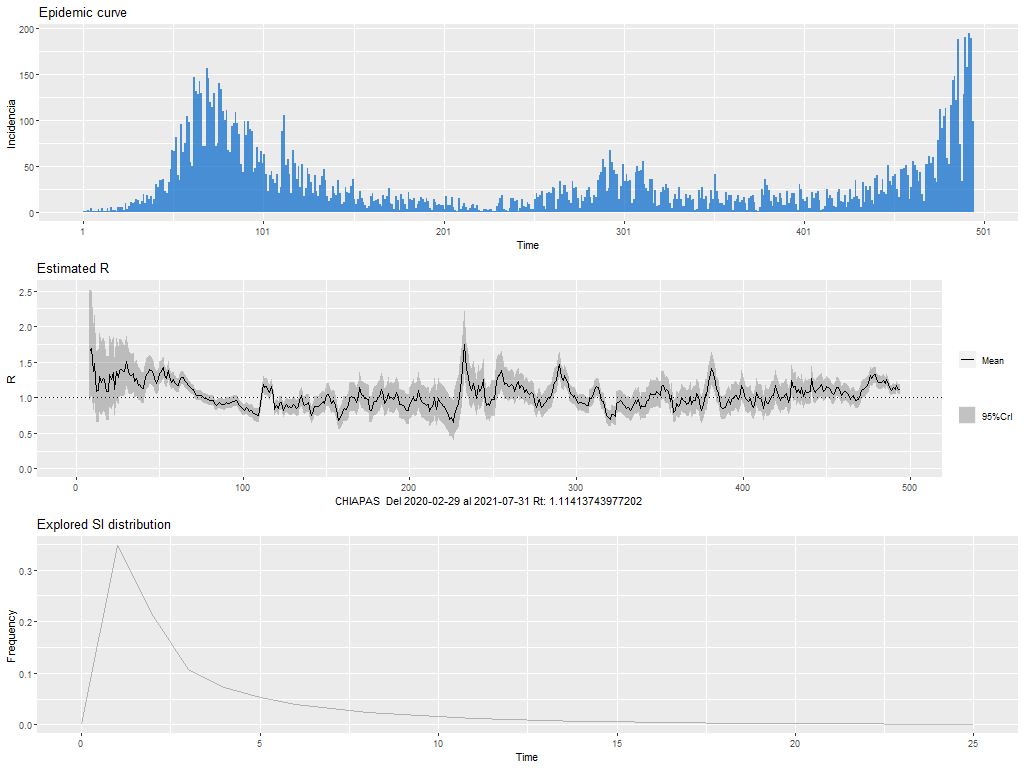 Epidemic curve
200
150
100
50
0
Incidencia
1 101 201 301 401 501
Time
Estimated R
2.5
2.0
1.5
1.0
0.5
0.0
R
Mean
95%CrI
0 100 200 300 400 500
CHIAPAS Del 2020-02-29 al 2021-07-31 Rt: 1.11413743977202
Explored SI distribution
0.3
0.2
0.1
0.0
Frequency
0 5 10 15 20 25
Time